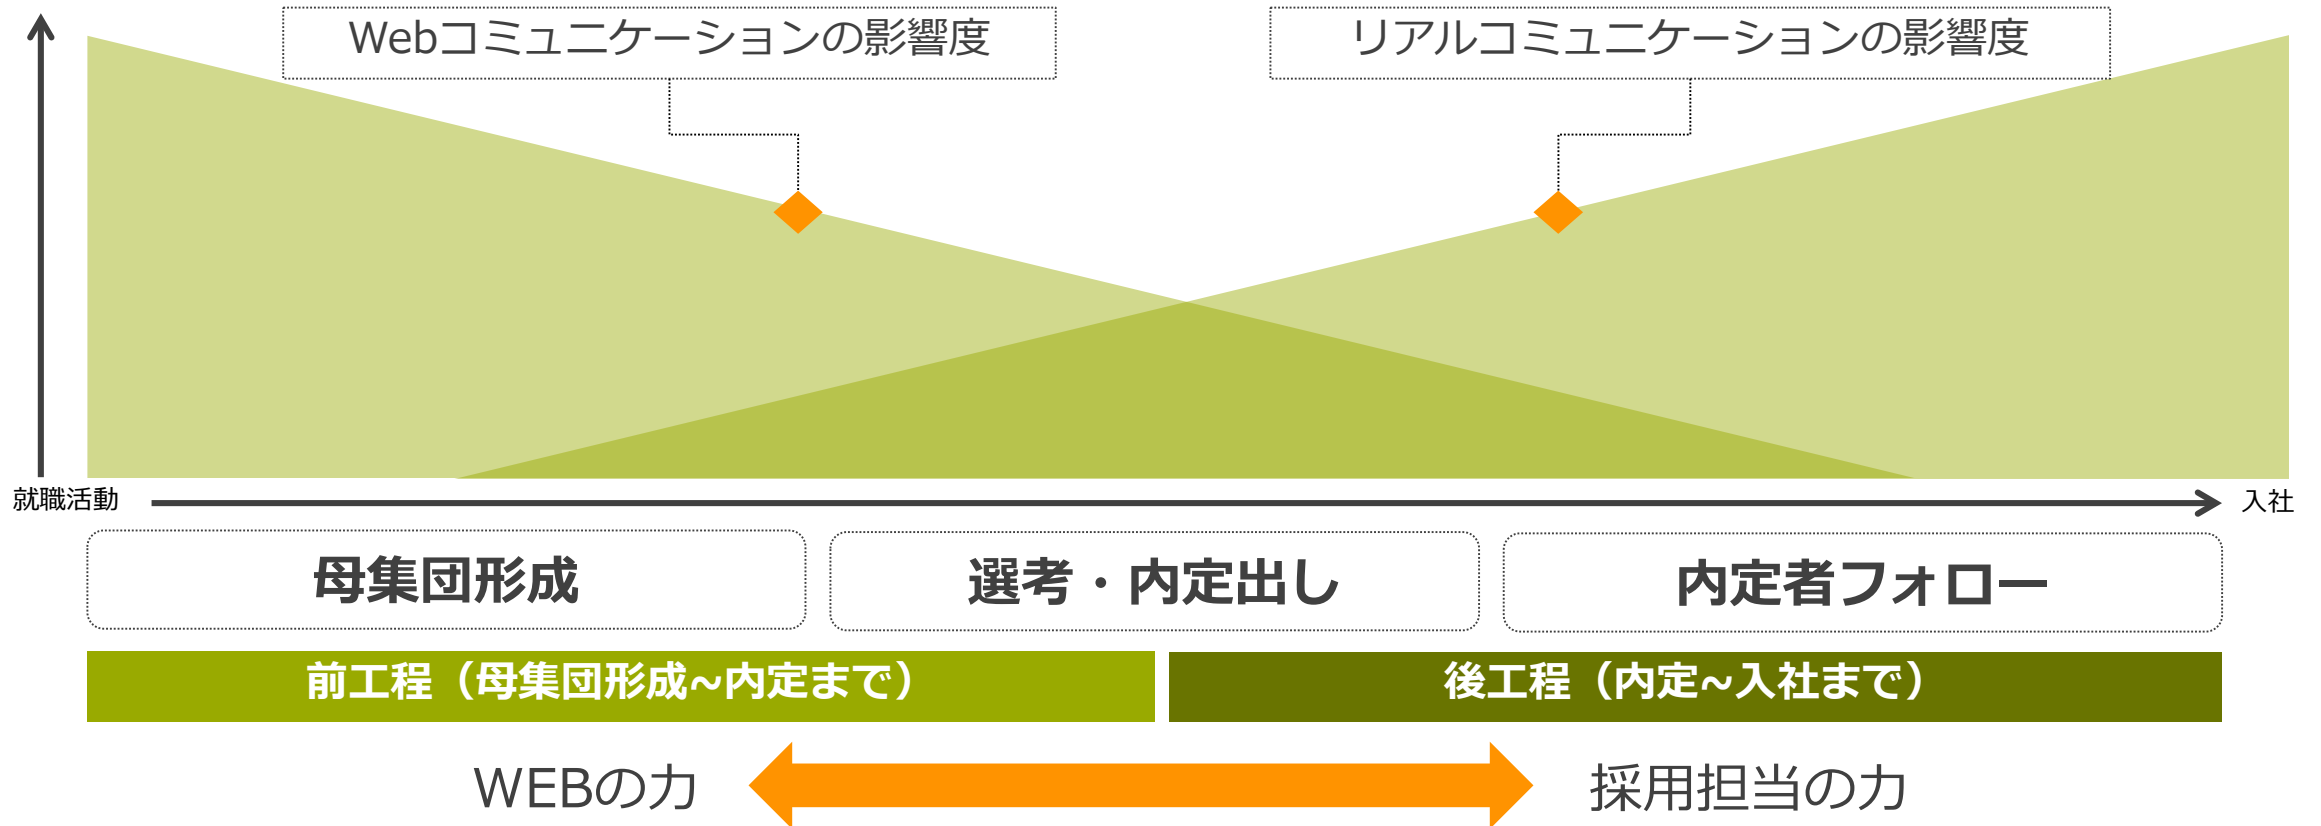 Webコミュニケーションの影響度
リアルコミュニケーションの影響度
就職活動
入社
母集団形成
選考・内定出し
内定者フォロー
前工程（母集団形成~内定まで）
後工程（内定~入社まで）
WEBの力
採用担当の力